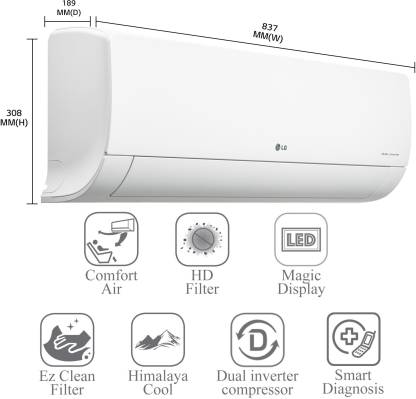 189
MM(D)
837
MM(W)
308
MM(H)
LG
LED
Comfort
Air
HD
Filter
Magic
Display
D
Ez Clean
Filter
Himalaya
Cool
Dual inverter
compressor
Smart
Diagnosis